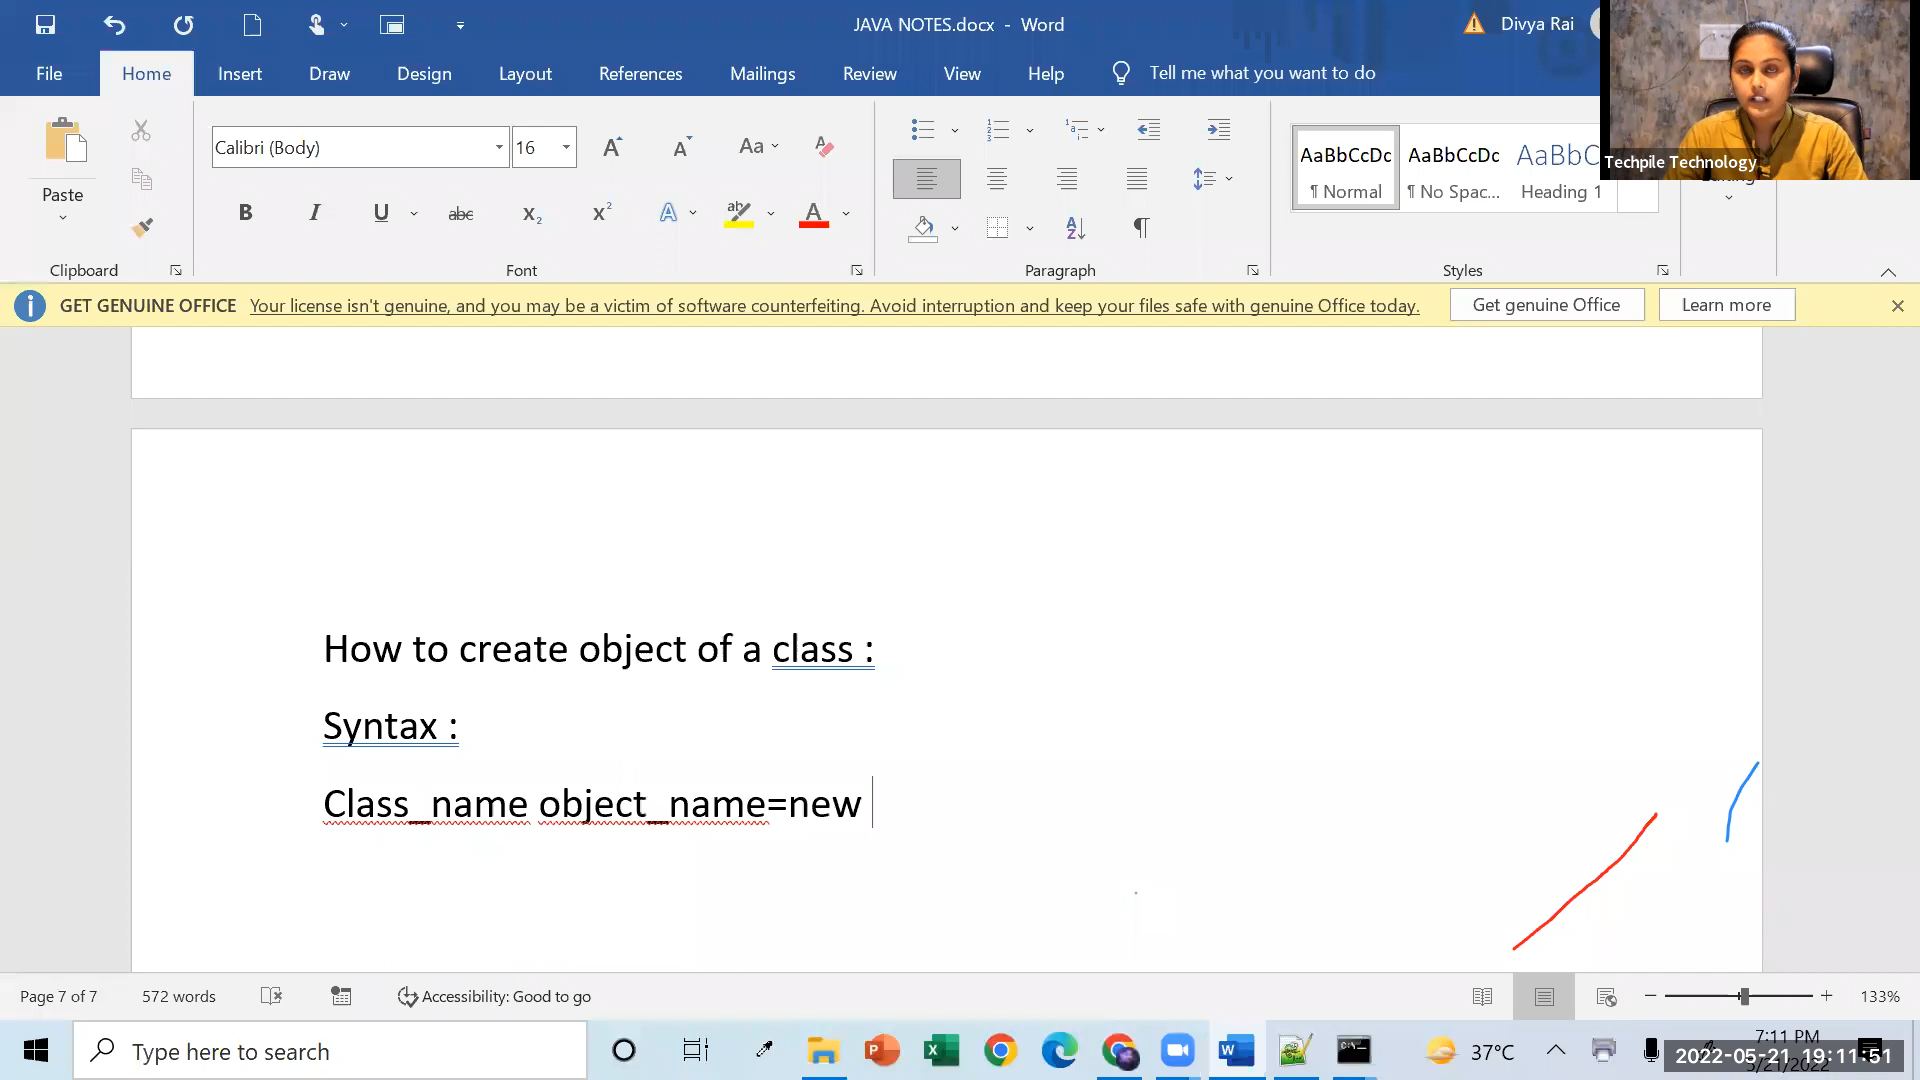 JAVA NOTES.docx - Word
Divya Rai
File Home Insert Draw Design Layout References Mailings Review View Help Tell me what you want to do
Techpile Technology
Paste
Clipboard
Calibri (Body) 16
Aa
B I U abc X2 X2 A ab A
Font
Paragraph
AaBbCcDc AaBbCcDc AaBbC
¶ Normal ¶ No Spac... Heading 1
Styles
GET GENUINE OFFICE Your license isn't genuine, and you may be a victim of software counterfeiting. Avoid interruption and keep your files safe with genuine Office today. Get genuine Office Learn more
How to create object of a class :
Syntax :
Class_name object_name=new
Page 7 of 7 572 words Accessibility: Good to go 133%
Type here to search
37°C
7:11 PM
2022-05-21 19:11:51